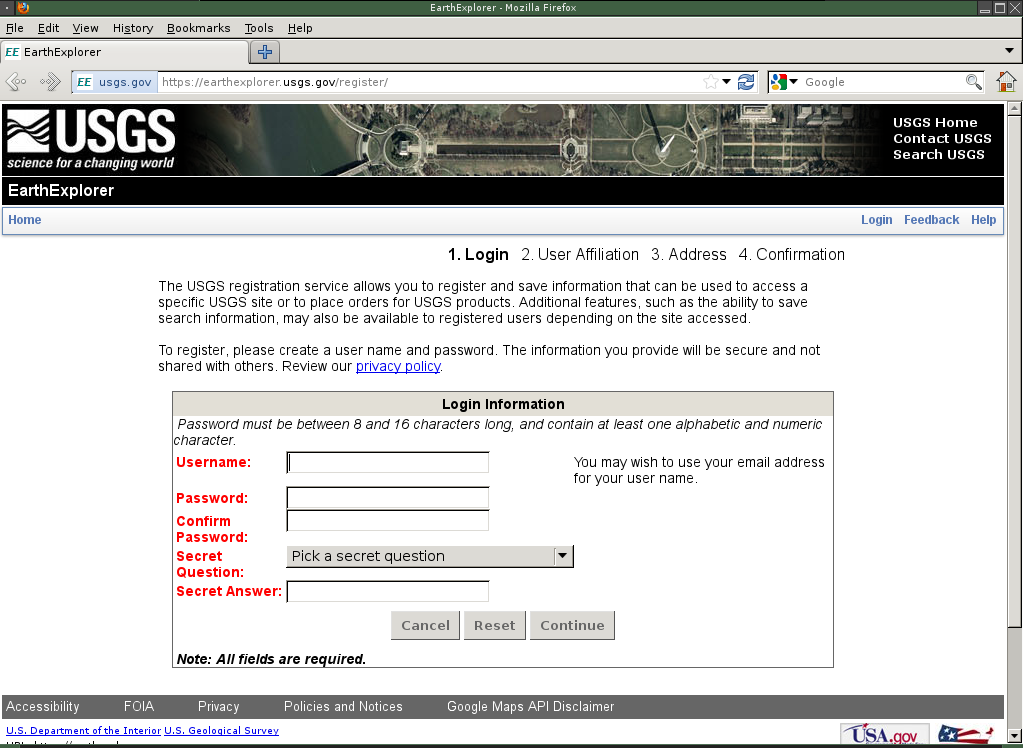 EarthExplorer - Mozilla Firefox
File Edit View History Bookmarks Tools Help
EE EarthExplorer
EE usgs.gov https://earthexplorer.usgs.gov/register/ Google
USGS
science for a changing world
USGS Home
Contact USGS
Search USGS
EarthExplorer
Home Login Feedback Help
1. Login 2. User Affiliation 3. Address 4. Confirmation
The USGS registration service allows you to register and save information that can be used to access a
specific USGS site or to place orders for USGS products. Additional features, such as the ability to save
search information, may also be available to registered users depending on the site accessed.
To register, please create a user name and password. The information you provide will be secure and not
shared with others. Review our privacy policy.
Login Information
Password must be between 8 and 16 characters long, and contain at least one alphabetic and numeric
character.
Username:
You may wish to use your email address
for your user name.
Password:
Confirm
Password:
Secret
Question:
Pick a secret question
Secret Answer:
Cancel Reset Continue
Note: All fields are required.
Accessibility FOIA Privacy Policies and Notices Google Maps API Disclaimer
U.S. Department of the Interior U.S. Geological Survey
USA.gov